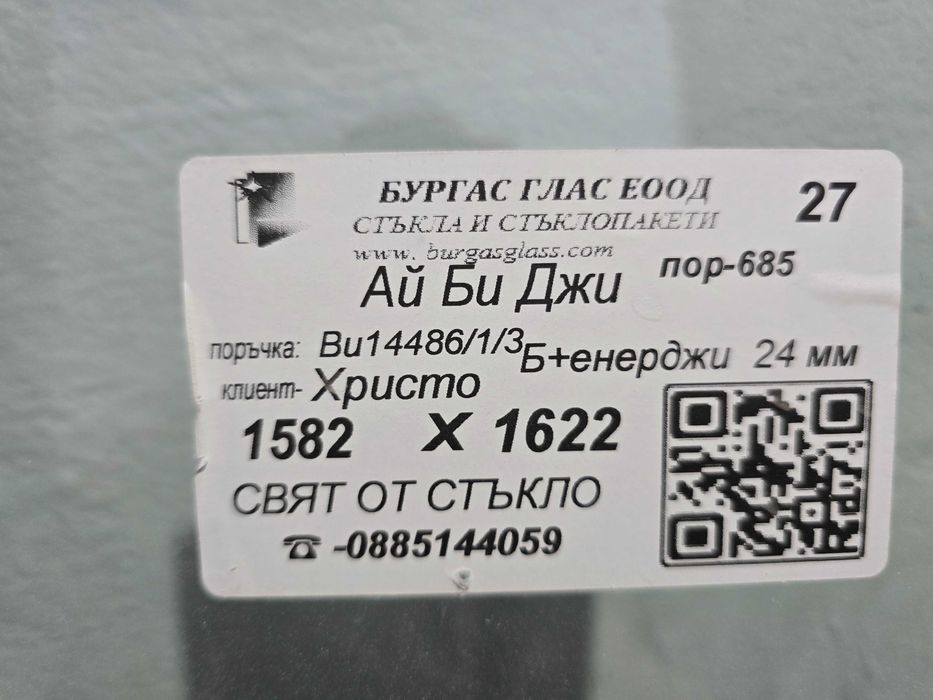 БУРГАС ГЛАС ЕООД 27
СТЪКЛА И СТЪКЛОПАКЕТИ
www. burgasglass.com
Ай Би Джи пор-685
поръчка: Ви14486/1/3 Б+енерджи 24 мм
клиент- Христо
1582 X 1622
СВЯТ ОТ СТЪКЛО
☎ -0885144059